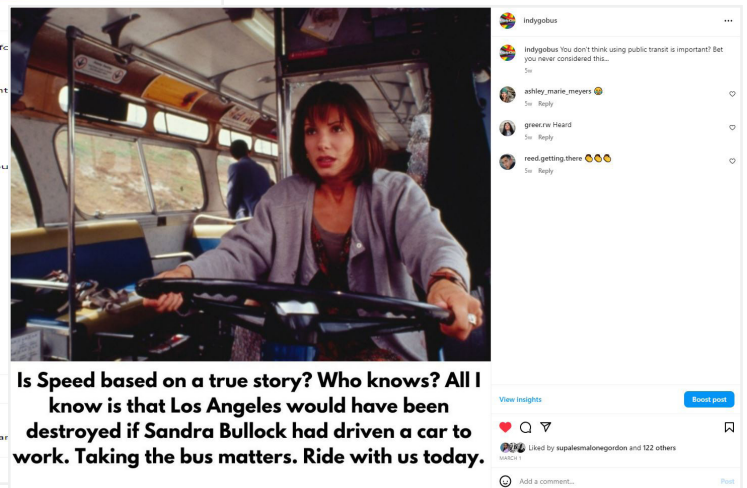 indygobus
indygobus You don't think using public transit is important? Bet
you never considered this...
5w
ashley_marie_meyers 😂
5w Reply
greer.rw Heard
5w Reply
reed.getting.there 👏👏👏
5w Reply
Is Speed based on a true story? Who knows? All I
know is that Los Angeles would have been
destroyed if Sandra Bullock had driven a car to
work. Taking the bus matters. Ride with us today.
View Insights
Boost post
Liked by supalesmalonegordon and 122 others
MARCH 1
Add a comment...
Post